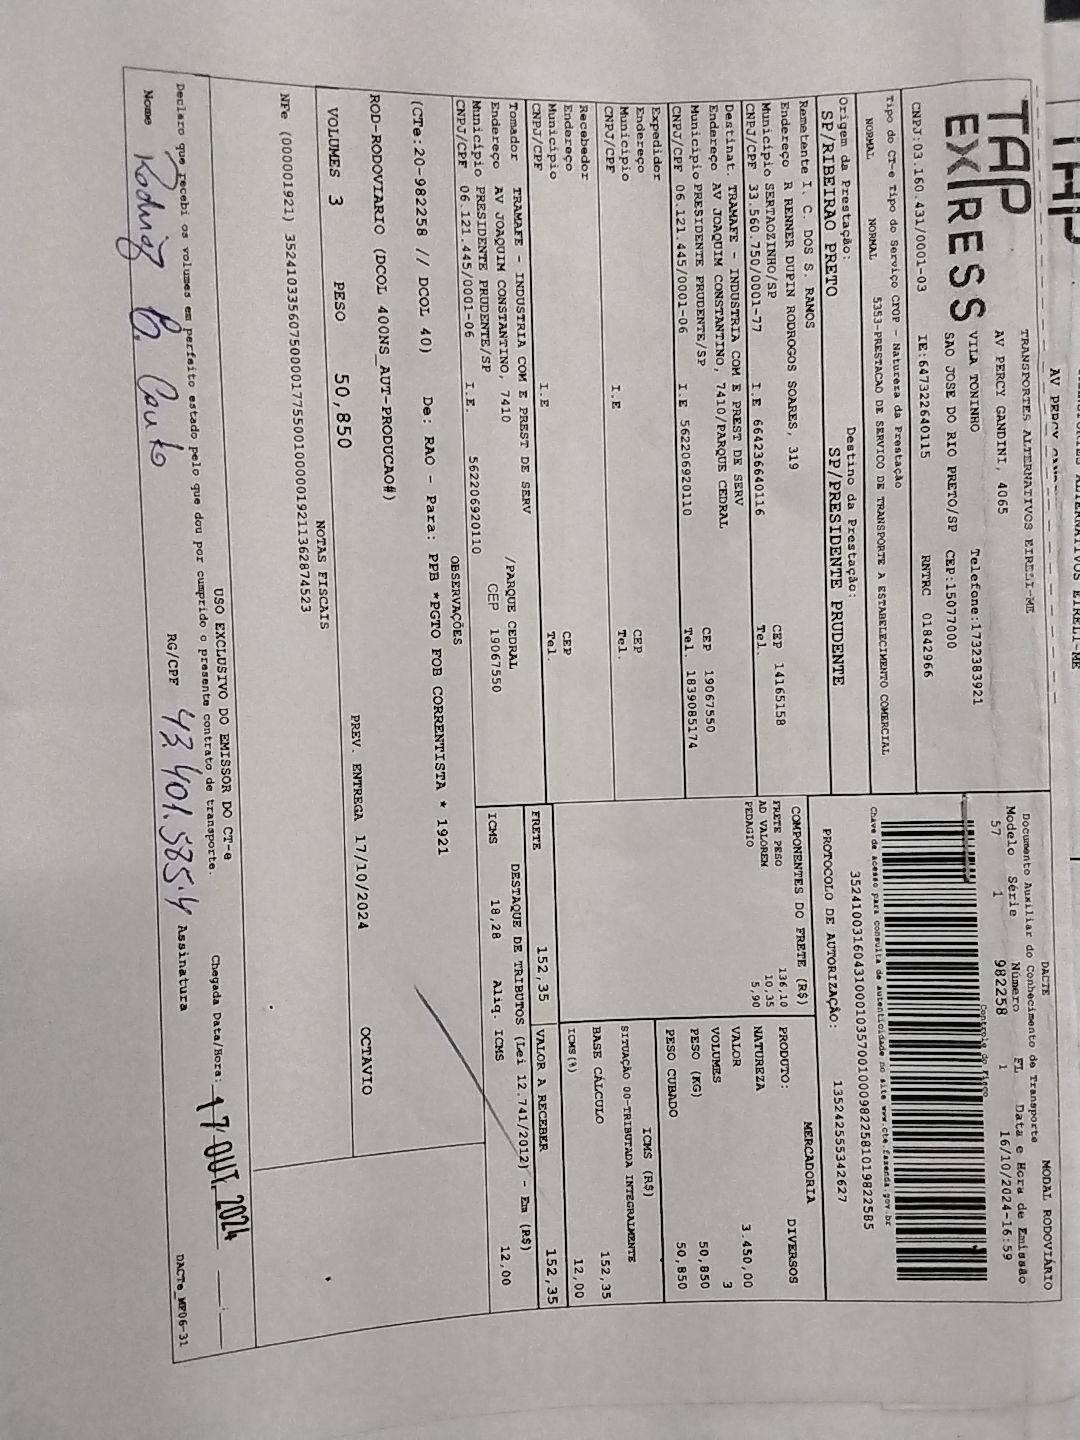 TAP
EXPRESS
TRANSPORTES ALTERNATIVOS EIRELI-ME
AV PERCY GANDINI, 4065
VILA TONINHO Telefone:1732383921
SAO JOSE DO RIO PRETO/SP CEP:15077000
CNPJ:03.160.431/0001-03 IE:647322640115 RNTRC 01842966
DACTE MODAL RODOVIÁRIO
Documento Auxiliar do Conhecimento de Transporte
Modelo Série Número FL Data e Hora de Emissão
57 1 982258 1 16/10/2024-16:59
Controle do Fisco
Chave de acesso para consulta de autenticidade no site www.cte.fazenda.gov.br
35241003160431000103570010009822581019822585
PROTOCOLO DE AUTORIZAÇÃO: 135242555342627
Tipo do CT-e Tipo do Serviço CFOP - Natureza da Prestação
NORMAL NORMAL 5353-PRESTACAO DE SERVICO DE TRANSPORTE A ESTABELECIMENTO COMERCIAL
Origem da Prestação: Destino da Prestação:
SP/RIBEIRAO PRETO SP/PRESIDENTE PRUDENTE
Remetente I. C. DOS S. RAMOS
Endereço R RENNER DUPIN RODROGOS SOARES, 319 CEP 14165158
Município SERTAOZINHO/SP Tel.
CNPJ/CPF 33.560.750/0001-77 I.E 664236640116
Destinat. TRAMAFE - INDUSTRIA COM E PREST DE SERV
Endereço AV JOAQUIM CONSTANTINO, 7410/PARQUE CEDRAL CEP 19067550
Município PRESIDENTE PRUDENTE/SP Tel. 1839085174
CNPJ/CPF 06.121.445/0001-06 I.E 562206920110
Expedidor
Endereço CEP
Município Tel.
CNPJ/CPF I.E
Recebedor
Endereço CEP
Município Tel.
CNPJ/CPF I.E
Tomador TRAMAFE - INDUSTRIA COM E PREST DE SERV
Endereço AV JOAQUIM CONSTANTINO, 7410 /PARQUE CEDRAL
Município PRESIDENTE PRUDENTE/SP CEP 19067550
CNPJ/CPF 06.121.445/0001-06 I.E. 562206920110
COMPONENTES DO FRETE (R$)
FRETE PESO 136,10
AD VALOREM 10,35
PEDAGIO 5,90
MERCADORIA
PRODUTO: DIVERSOS
NATUREZA
VALOR 3.450,00
VOLUMES 3
PESO (KG) 50,850
PESO CUBADO 50,850
ICMS (R$)
SITUAÇÃO 00-TRIBUTADA INTEGRALMENTE
BASE CÁLCULO 152,35
ICMS(%) 12,00
FRETE 152,35 VALOR A RECEBER 152,35
DESTAQUE DE TRIBUTOS (Lei 12.741/2012) - Em (R$)
ICMS 18,28 Aliq. ICMS 12,00
OBSERVAÇÕES
(CTe:20-982258 // DCOL 40) De: RAO - Para: PPB *PGTO FOB CORRENTISTA * 1921
ROD-RODOVIARIO (DCOL 400NS_AUT-PRODUCAO#)
VOLUMES 3 PESO 50,850 PREV. ENTREGA 17/10/2024 OCTAVIO
NOTAS FISCAIS
NFe (000001921) 35241033560750000177550010000019211362874523
USO EXCLUSIVO DO EMISSOR DO CT-e
Declaro que recebi os volumes em perfeito estado pelo que dou por cumprido o presente contrato de transporte. Chegada Data/Hora: 17 OUT. 2024
Nome Rodrigo B. Couto RG/CPF 43.401.585-4 Assinatura
DACTe_MF06-31